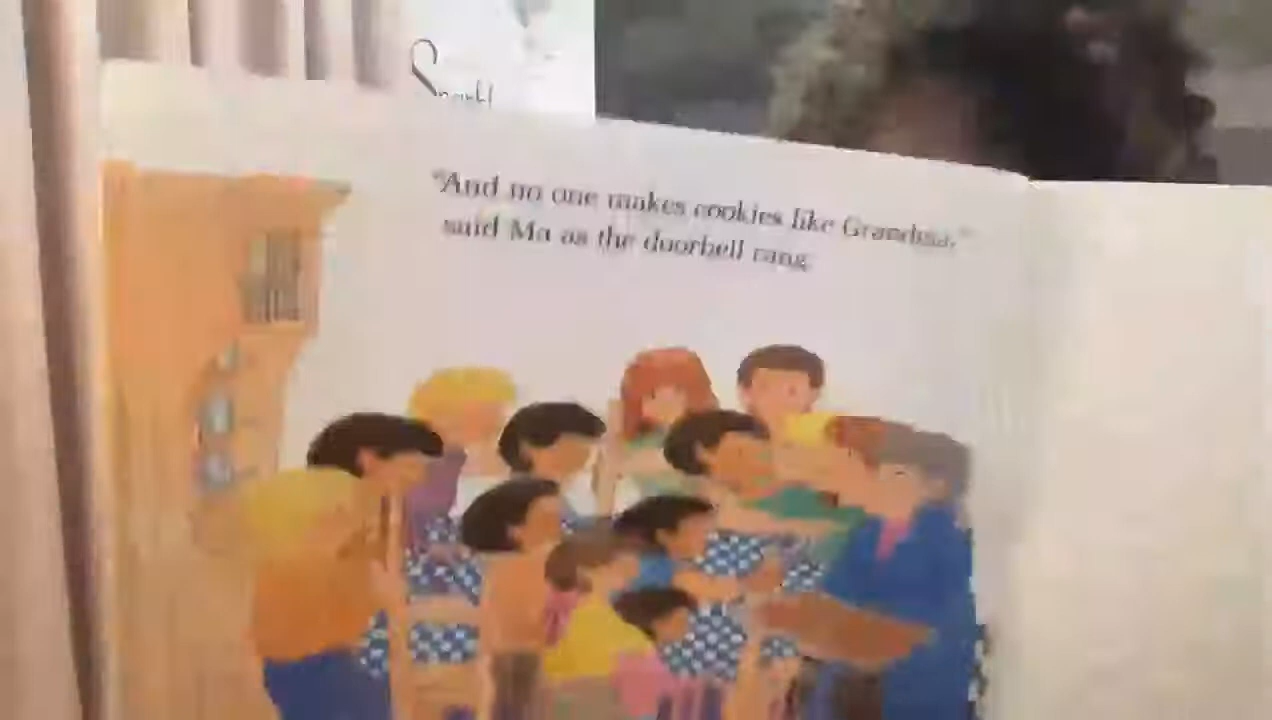 "And no one makes cookies like Grandma,"
said Ma as the doorbell rang.